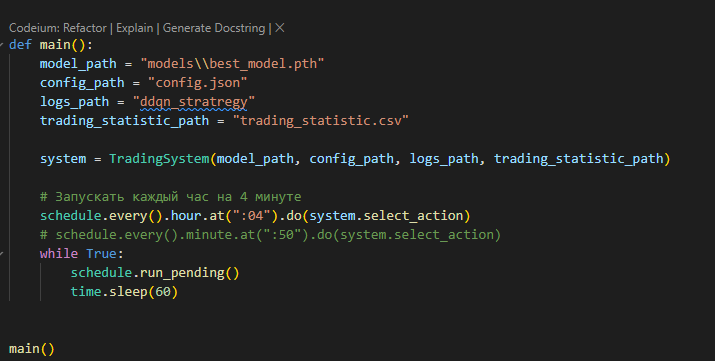 Codeium: Refactor | Explain | Generate Docstring | X
def main():
    model_path = "models\\best_model.pth"
    config_path = "config.json"
    logs_path = "ddqn_stratregy"
    trading_statistic_path = "trading_statistic.csv"

    system = TradingSystem(model_path, config_path, logs_path, trading_statistic_path)

    # Запускать каждый час на 4 минуте
    schedule.every().hour.at(":04").do(system.select_action)
    # schedule.every().minute.at(":50").do(system.select_action)
    while True:
        schedule.run_pending()
        time.sleep(60)


main()